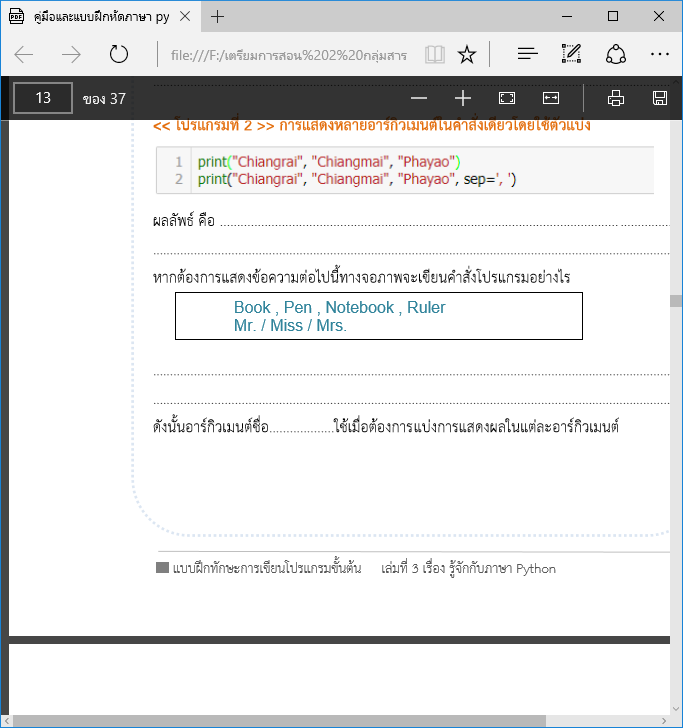 คู่มือและแบบฝึกหัดภาษา py
file:///F:/เตรียมการสอน%202%20กลุ่มสาร
13 ของ 37
<< โปรแกรมที่ 2 >> การแสดงหลายอาร์กิวเมนต์ในคำสั่งเดียวโดยใช้ตัวแบ่ง
1 print("Chiangrai", "Chiangmai", "Phayao")
2 print("Chiangrai", "Chiangmai", "Phayao", sep=', ')
ผลลัพธ์ คือ ........................................................................................................
หากต้องการแสดงข้อความต่อไปนี้ทางจอภาพจะเขียนคำสั่งโปรแกรมอย่างไร
Book , Pen , Notebook , Ruler
Mr. / Miss / Mrs.
ดังนั้นอาร์กิวเมนต์ชื่อ...................ใช้เมื่อต้องการแบ่งการแสดงผลในแต่ละอาร์กิวเมนต์
แบบฝึกทักษะการเขียนโปรแกรมขั้นต้น เล่มที่ 3 เรื่อง รู้จักกับภาษา Python